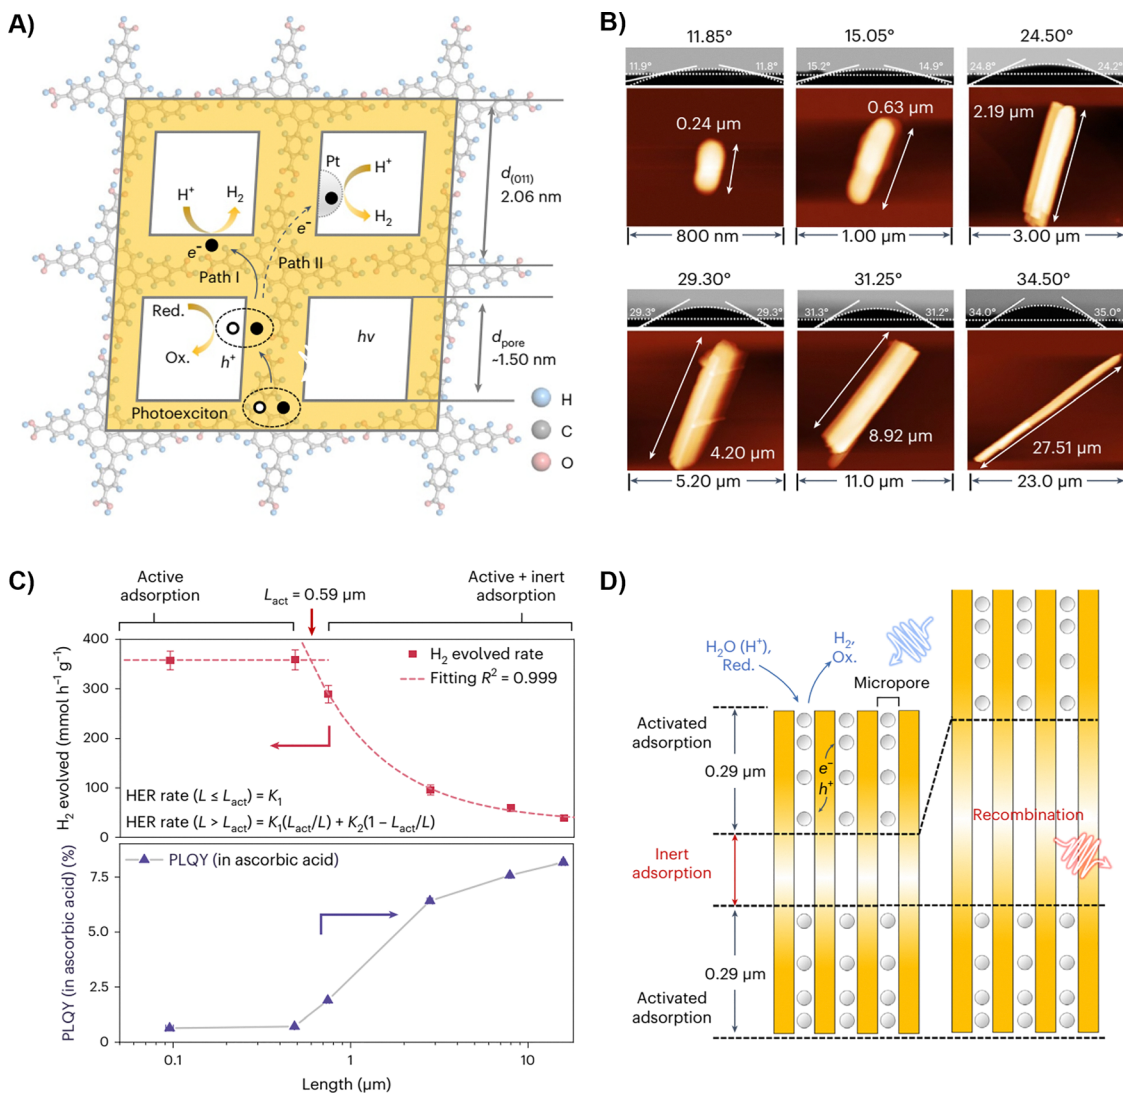 A)
Pt
H⁺
H₂
H⁺
H₂
e⁻
e⁻
Path I
Path II
d(011)
2.06 nm
Red.
Ox.
h⁺
hv
dpore
~1.50 nm
Photoexciton
H
C
O
B)
11.85°
15.05°
24.50°
11.9°
11.8°
15.2°
14.9°
24.8°
24.2°
0.24 µm
0.63 µm
2.19 µm
800 nm
1.00 µm
3.00 µm
29.30°
31.25°
34.50°
29.3°
29.3°
31.3°
31.2°
34.0°
35.0°
4.20 µm
8.92 µm
27.51 µm
5.20 µm
11.0 µm
23.0 µm
C)
Active
adsorption
Lact = 0.59 µm
Active + inert
adsorption
H₂ evolved (mmol h⁻¹ g⁻¹)
400
300
200
100
0
H₂ evolved rate
Fitting R² = 0.999
HER rate (L ≤ Lact) = K₁
HER rate (L > Lact) = K₁(Lact/L) + K₂(1 − Lact/L)
PLQY (in ascorbic acid) (%)
7.5
5.0
2.5
0
PLQY (in ascorbic acid)
0.1
1
10
Length (µm)
D)
H₂O (H⁺),
Red.
H₂,
Ox.
Micropore
Activated
adsorption
0.29 µm
e⁻
h⁺
Inert
adsorption
Recombination
0.29 µm
Activated
adsorption